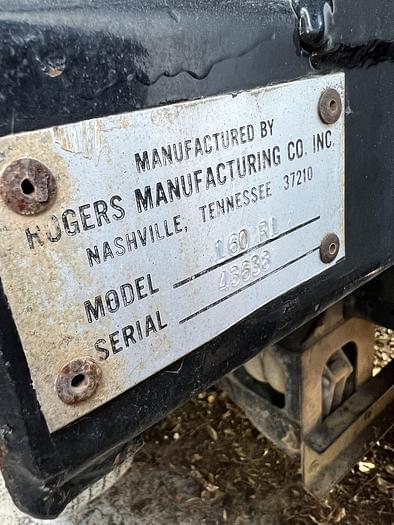 MANUFACTURED BY
ROGERS MANUFACTURING CO. INC.
NASHVILLE, TENNESSEE 37210
MODEL 160 RL
SERIAL 43638